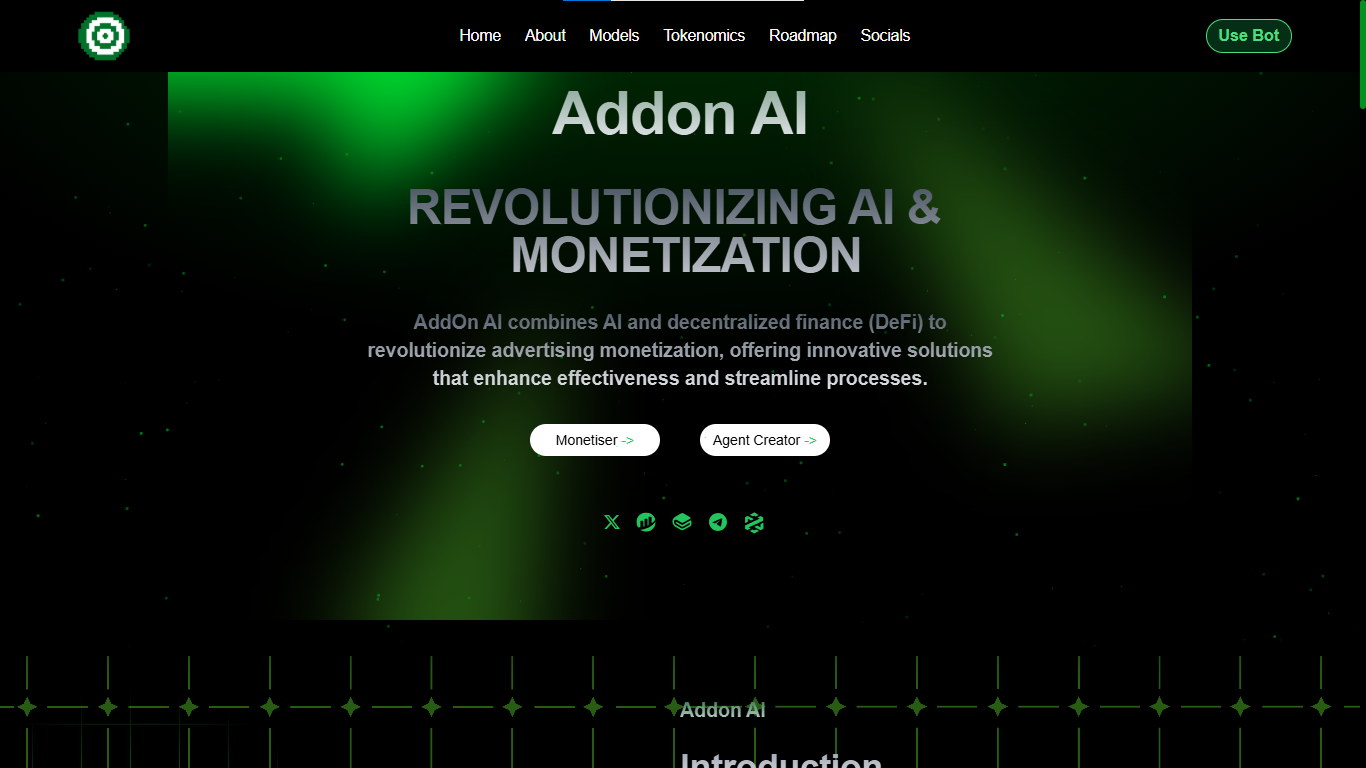 Home About Models Tokenomics Roadmap Socials Use Bot
Addon AI
REVOLUTIONIZING AI &
MONETIZATION
AddOn AI combines AI and decentralized finance (DeFi) to
revolutionize advertising monetization, offering innovative solutions
that enhance effectiveness and streamline processes.
Monetiser -> Agent Creator ->
Addon AI
Introduction